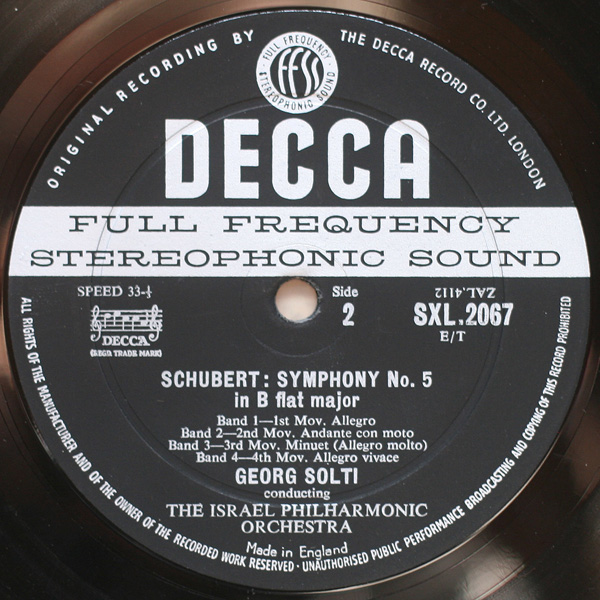 ORIGINAL RECORDING BY
THE DECCA RECORD CO. LTD. LONDON
FULL FREQUENCY
FFSS
STEREOPHONIC SOUND
DECCA
FULL FREQUENCY
STEREOPHONIC SOUND
SPEED 33-⅓
DECCA
(REGD. TRADE MARK)
Side
2
ZAL.4112
SXL.2067
E/T
SCHUBERT: SYMPHONY No. 5
in B flat major
Band 1—1st Mov. Allegro
Band 2—2nd Mov. Andante con moto
Band 3—3rd Mov. Minuet (Allegro molto)
Band 4—4th Mov. Allegro vivace
GEORG SOLTI
conducting
THE ISRAEL PHILHARMONIC
ORCHESTRA
Made in England
ALL RIGHTS OF THE MANUFACTURER AND OF THE OWNER OF THE RECORDED WORK RESERVED · UNAUTHORISED PUBLIC PERFORMANCE BROADCASTING AND COPYING OF THIS RECORD PROHIBITED